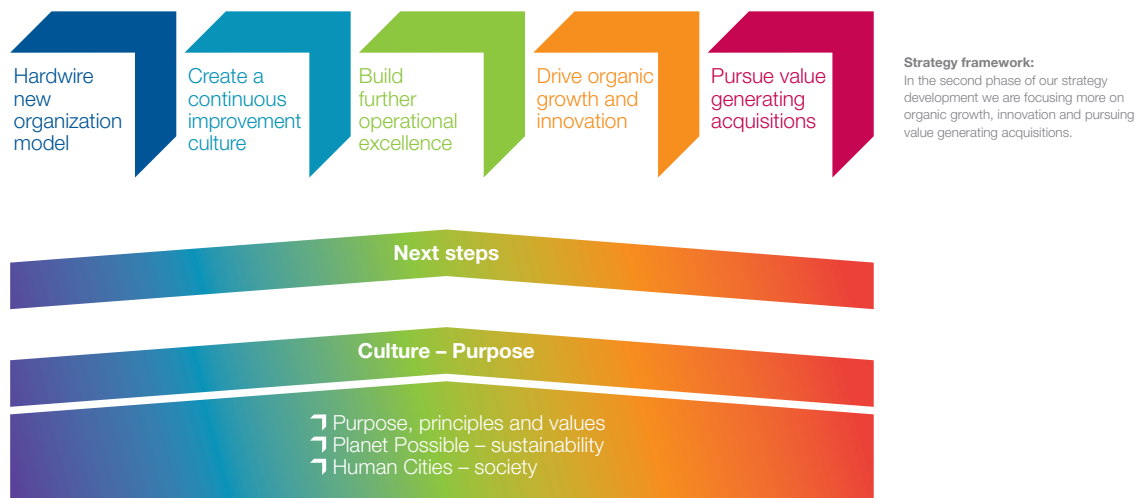 Hardwire
new
organization
model
Create a
continuous
improvement
culture
Build
further
operational
excellence
Drive organic
growth and
innovation
Pursue value
generating
acquisitions
Strategy framework:
In the second phase of our strategy
development we are focusing more on
organic growth, innovation and pursuing
value generating acquisitions.
Next steps
Culture – Purpose
Purpose, principles and values
Planet Possible – sustainability
Human Cities – society